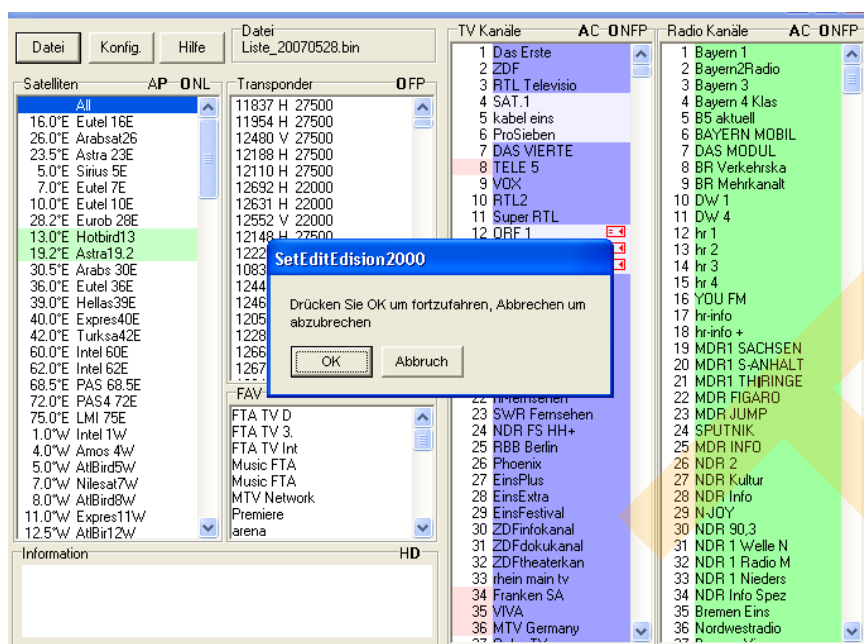 Datei
Konfig.
Hilfe
Datei
Liste_20070528.bin
Satelliten AP ONL
All
16.0°E Eutel 16E
26.0°E Arabsat26
23.5°E Astra 23E
5.0°E Sirius 5E
7.0°E Eutel 7E
10.0°E Eutel 10E
28.2°E Eurob 28E
13.0°E Hotbird13
19.2°E Astra19.2
30.5°E Arabs 30E
36.0°E Eutel 36E
39.0°E Hellas39E
40.0°E Expres40E
42.0°E Turksa42E
60.0°E Intel 60E
62.0°E Intel 62E
68.5°E PAS 68.5E
72.0°E PAS4 72E
75.0°E LMI 75E
1.0°W Intel 1W
4.0°W Amos 4W
5.0°W AtlBird5W
7.0°W Nilesat7W
8.0°W AtlBird8W
11.0°W Expres11W
12.5°W AtlBir12W
Transponder OFP
11837 H 27500
11954 H 27500
12480 V 27500
12188 H 27500
12110 H 27500
12692 H 22000
12631 H 22000
12552 V 22000
12148 H 27500
1222
1083
1244
1246
1205
1228
1266
1267
FAV
FTA TV D
FTA TV 3.
FTA TV Int
Music FTA
Music FTA
MTV Network
Premiere
arena
Information HD
SetEditEdision2000
Drücken Sie OK um fortzufahren, Abbrechen um
abzubrechen
OK
Abbruch
TV Kanäle AC ONFP
1 Das Erste
2 ZDF
3 RTL Televisio
4 SAT.1
5 kabel eins
6 ProSieben
7 DAS VIERTE
8 TELE 5
9 VOX
10 RTL2
11 Super RTL
12 ORF 1
22 hr-fernsehen
23 SWR Fernsehen
24 NDR FS HH+
25 RBB Berlin
26 Phoenix
27 EinsPlus
28 EinsExtra
29 EinsFestival
30 ZDFinfokanal
31 ZDFdokukanal
32 ZDFtheaterkan
33 rhein main tv
34 Franken SA
35 VIVA
36 MTV Germany
Radio Kanäle AC ONFP
1 Bayern 1
2 Bayern2Radio
3 Bayern 3
4 Bayern 4 Klas
5 B5 aktuell
6 BAYERN MOBIL
7 DAS MODUL
8 BR Verkehrska
9 BR Mehrkanalt
10 DW 1
11 DW 4
12 hr 1
13 hr 2
14 hr 3
15 hr 4
16 YOU FM
17 hr-info
18 hr-info +
19 MDR1 SACHSEN
20 MDR1 S-ANHALT
21 MDR1 THIRINGE
22 MDR FIGARO
23 MDR JUMP
24 SPUTNIK
25 MDR INFO
26 NDR 2
27 NDR Kultur
28 NDR Info
29 N-JOY
30 NDR 90,3
31 NDR 1 Welle N
32 NDR 1 Radio M
33 NDR 1 Nieders
34 NDR Info Spez
35 Bremen Eins
36 Nordwestradio